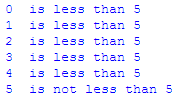 0  is less than 5
1  is less than 5
2  is less than 5
3  is less than 5
4  is less than 5
5  is not less than 5